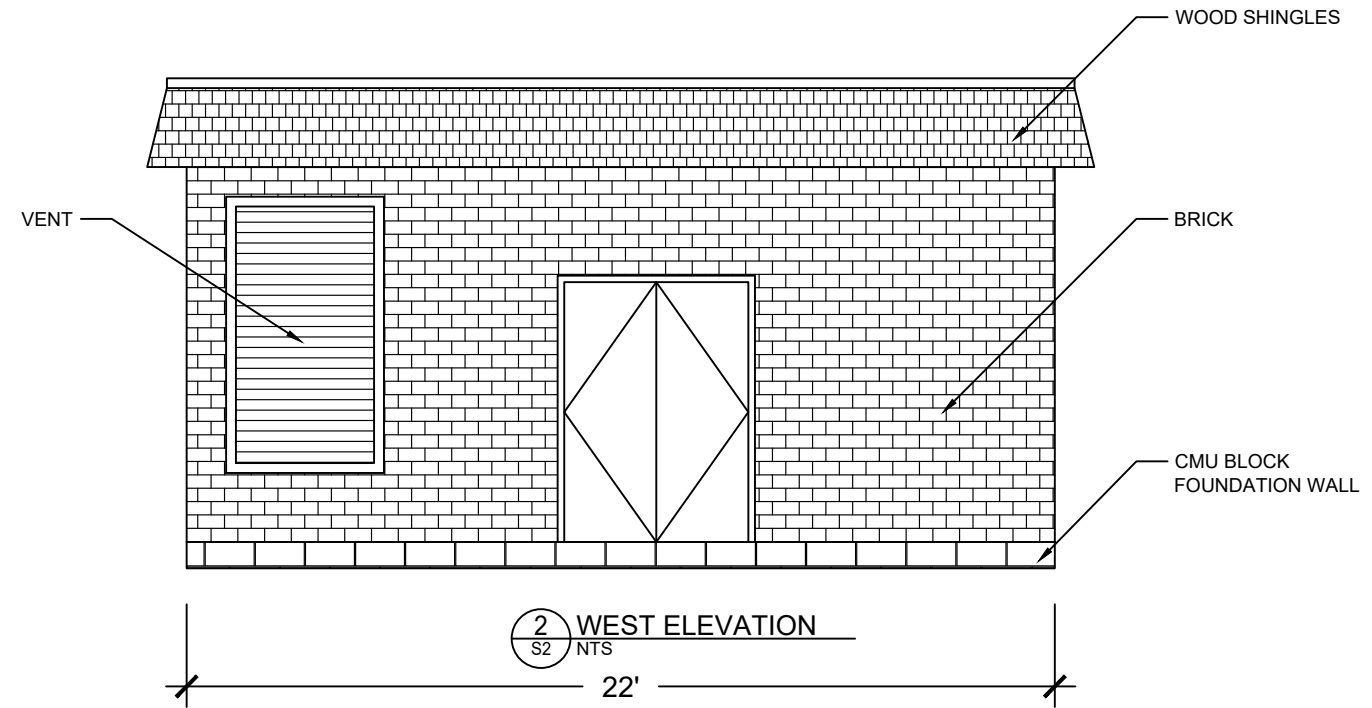 WOOD SHINGLES
VENT
BRICK
CMU BLOCK
FOUNDATION WALL
2 WEST ELEVATION
S2 NTS
22'